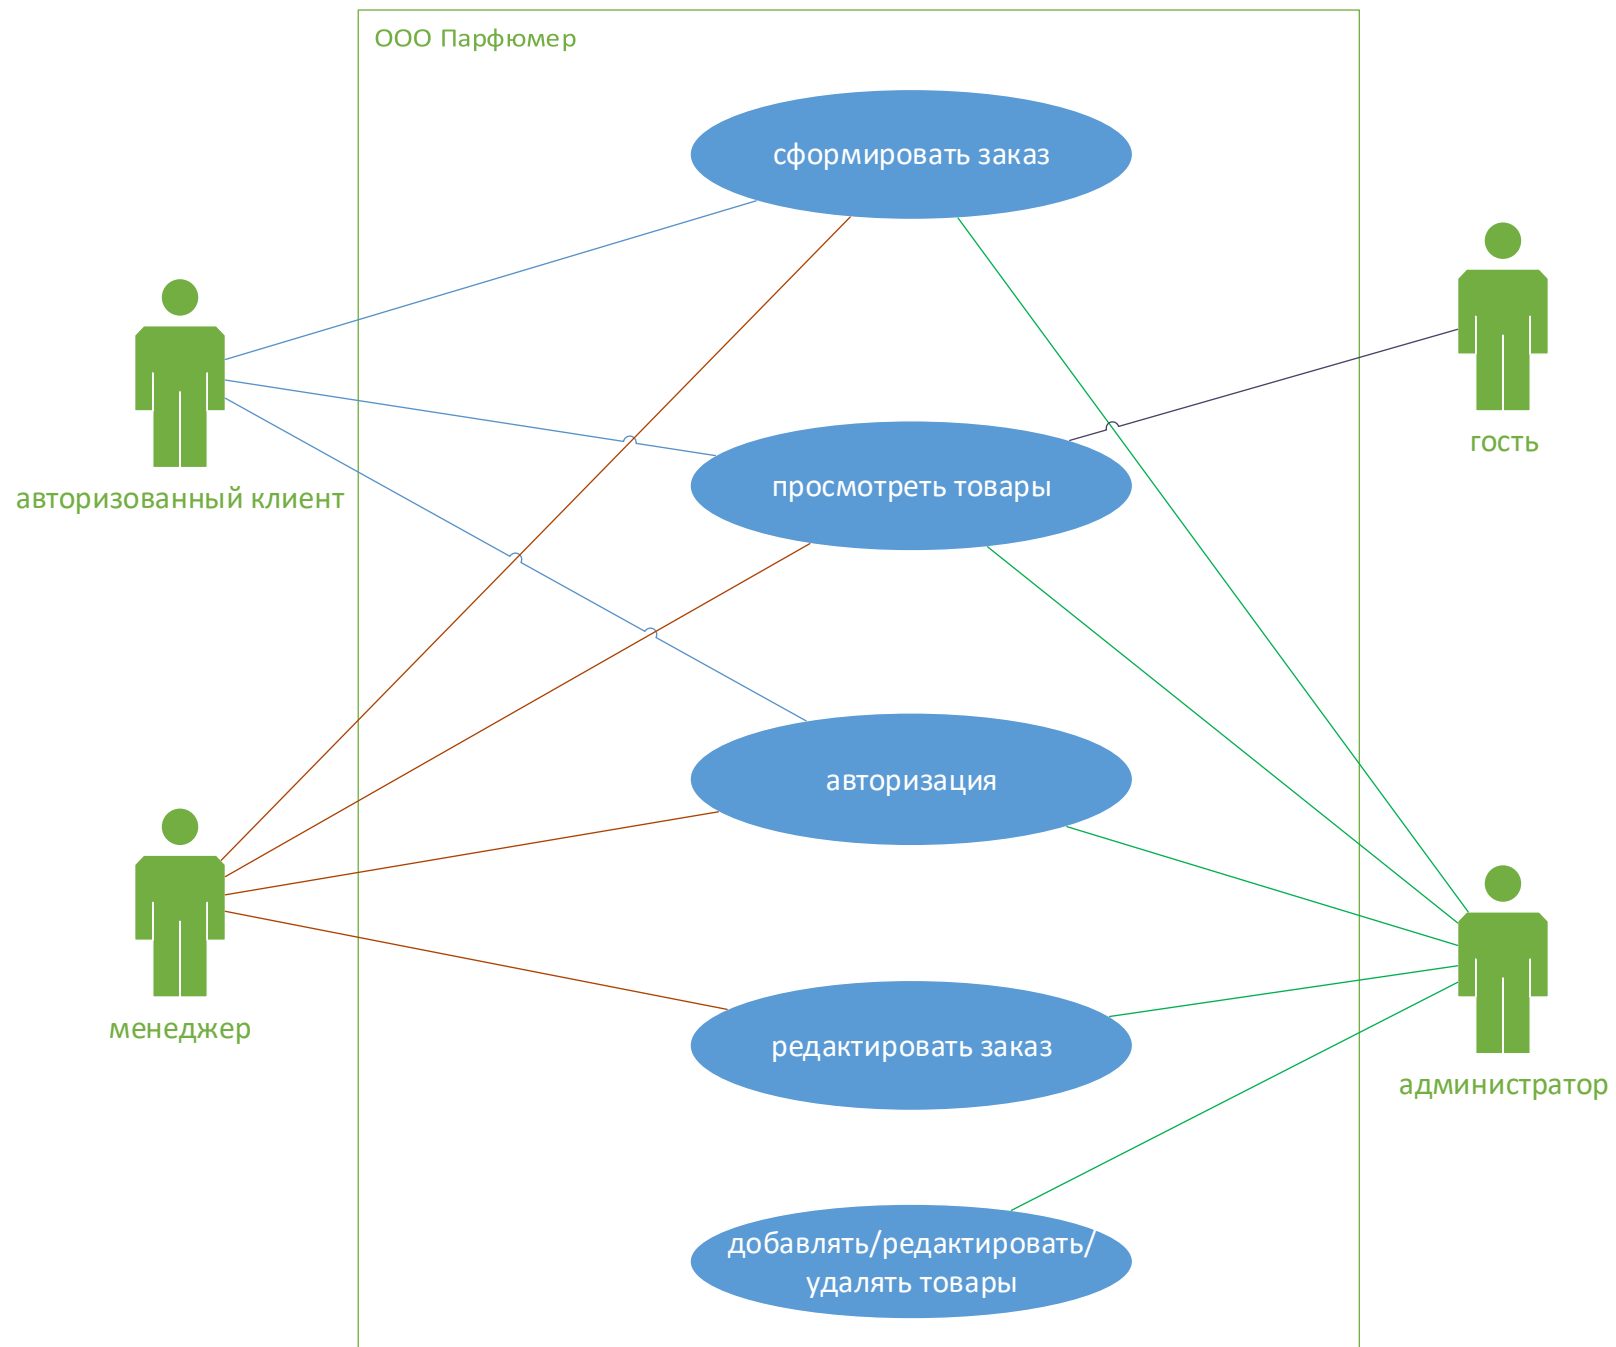 ООО Парфюмер
сформировать заказ
гость
просмотреть товары
авторизованный клиент
авторизация
менеджер
редактировать заказ
администратор
добавлять/редактировать/
удалять товары